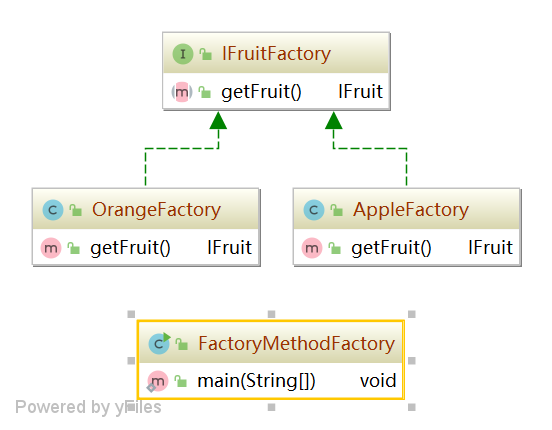 I IFruitFactory
m getFruit() IFruit
C OrangeFactory
m getFruit() IFruit
C AppleFactory
m getFruit() IFruit
C FactoryMethodFactory
m main(String[]) void
Powered by yFiles